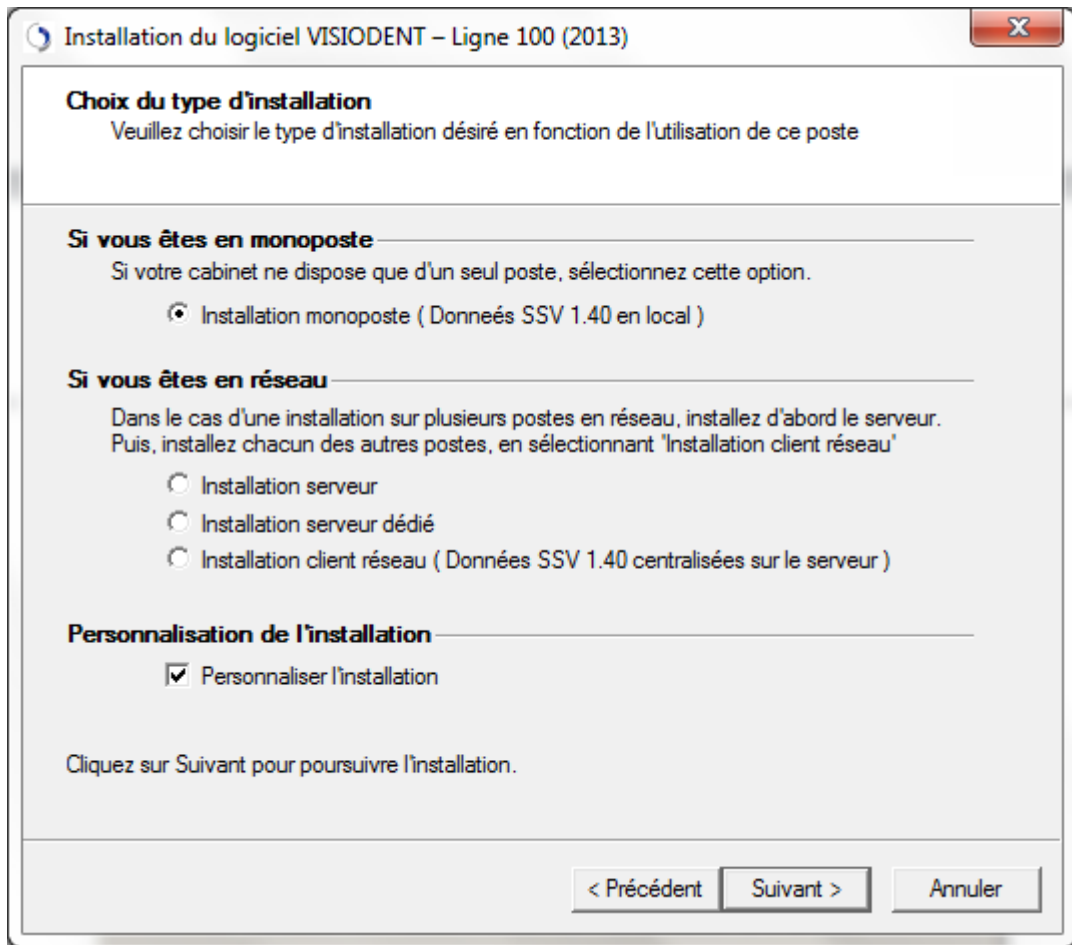 Installation du logiciel VISIODENT – Ligne 100 (2013)
Choix du type d'installation
Veuillez choisir le type d'installation désiré en fonction de l'utilisation de ce poste
Si vous êtes en monoposte
Si votre cabinet ne dispose que d'un seul poste, sélectionnez cette option.
Installation monoposte ( Donneés SSV 1.40 en local )
Si vous êtes en réseau
Dans le cas d'une installation sur plusieurs postes en réseau, installez d'abord le serveur.
Puis, installez chacun des autres postes, en sélectionnant 'Installation client réseau'
Installation serveur
Installation serveur dédié
Installation client réseau ( Données SSV 1.40 centralisées sur le serveur )
Personnalisation de l'installation
Personnaliser l'installation
Cliquez sur Suivant pour poursuivre l'installation.
< Précédent Suivant > Annuler